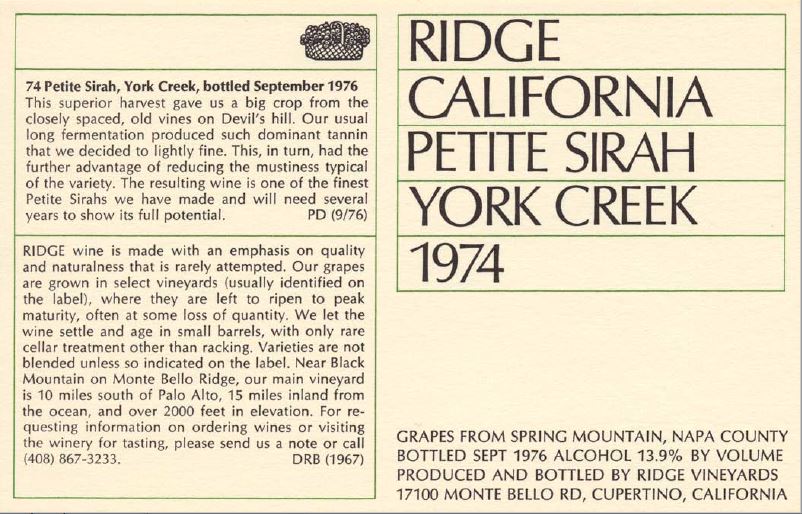 74 Petite Sirah, York Creek, bottled September 1976
This superior harvest gave us a big crop from the
closely spaced, old vines on Devil's hill. Our usual
long fermentation produced such dominant tannin
that we decided to lightly fine. This, in turn, had the
further advantage of reducing the mustiness typical
of the variety. The resulting wine is one of the finest
Petite Sirahs we have made and will need several
years to show its full potential. PD (9/76)
RIDGE wine is made with an emphasis on quality
and naturalness that is rarely attempted. Our grapes
are grown in select vineyards (usually identified on
the label), where they are left to ripen to peak
maturity, often at some loss of quantity. We let the
wine settle and age in small barrels, with only rare
cellar treatment other than racking. Varieties are not
blended unless so indicated on the label. Near Black
Mountain on Monte Bello Ridge, our main vineyard
is 10 miles south of Palo Alto, 15 miles inland from
the ocean, and over 2000 feet in elevation. For re-
questing information on ordering wines or visiting
the winery for tasting, please send us a note or call
(408) 867-3233. DRB (1967)
RIDGE
CALIFORNIA
PETITE SIRAH
YORK CREEK
1974
GRAPES FROM SPRING MOUNTAIN, NAPA COUNTY
BOTTLED SEPT 1976 ALCOHOL 13.9% BY VOLUME
PRODUCED AND BOTTLED BY RIDGE VINEYARDS
17100 MONTE BELLO RD, CUPERTINO, CALIFORNIA